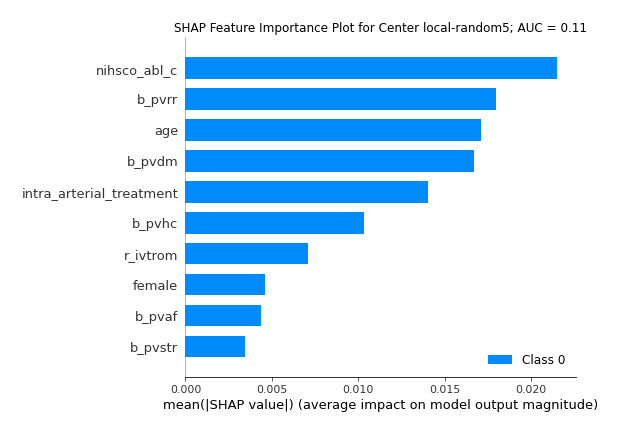 SHAP Feature Importance Plot for Center local-random5; AUC = 0.11
nihsco_abl_c
b_pvrr
age
b_pvdm
intra_arterial_treatment
b_pvhc
r_ivtrom
female
b_pvaf
b_pvstr
Class 0
0.000 0.005 0.010 0.015 0.020
mean(|SHAP value|) (average impact on model output magnitude)